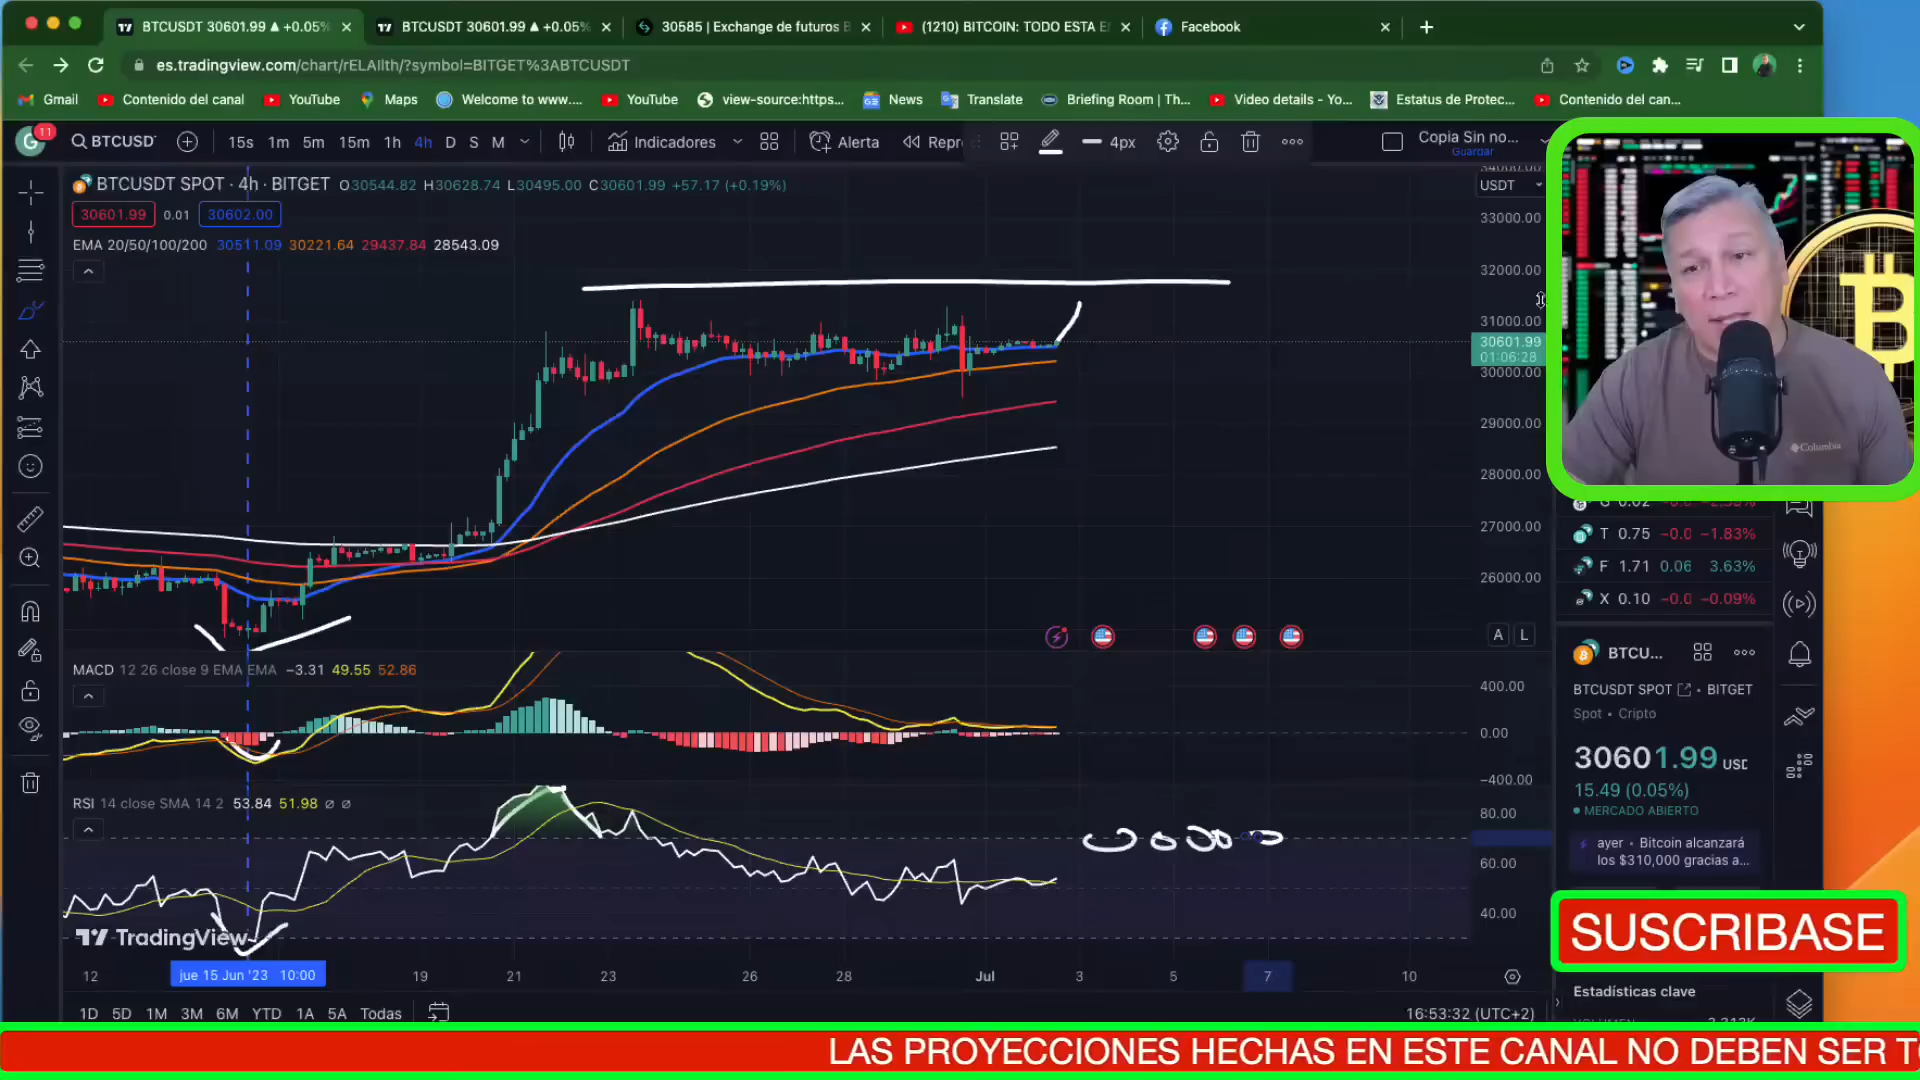 BTCUSDT 30601.99 ▲ +0.05%
BTCUSDT 30601.99 ▲ +0.05%
30585 | Exchange de futuros B
(1210) BITCOIN: TODO ESTA E
Facebook
es.tradingview.com/chart/rELAIlth/?symbol=BITGET%3ABTCUSDT
Gmail
Contenido del canal
YouTube
Maps
Welcome to www....
YouTube
view-source:https...
News
Translate
Briefing Room | Th...
Video details - Yo...
Estatus de Protec...
Contenido del can...
G
11
BTCUSD
15s
1m
5m
15m
1h
4h
D
S
M
Indicadores
Alerta
Repr
4px
Copia Sin no...
Guardar
BTCUSDT SPOT · 4h · BITGET O30544.82 H30628.74 L30495.00 C30601.99 +57.17 (+0.19%)
30601.99 0.01 30602.00
EMA 20/50/100/200 30511.09 30221.64 29437.84 28543.09
34000.00
USDT
33000.00
32000.00
31000.00
30601.99
01:06:28
30000.00
29000.00
28000.00
27000.00
26000.00
A L
MACD 12 26 close 9 EMA EMA −3.31 49.55 52.86
400.00
0.00
−400.00
RSI 14 close SMA 14 2 53.84 51.98 ∅ ∅
80.00
60.00
40.00
TradingView
12
jue 15 Jun '23 10:00
19
21
23
26
28
Jul
3
5
7
10
1D 5D 1M 3M 6M YTD 1A 5A Todas
16:53:32 (UTC+2)
Columbia
G 0.02
T 0.75 −0.0 −1.83%
F 1.71 0.06 3.63%
X 0.10 −0.0 −0.09%
BTCU...
BTCUSDT SPOT • BITGET
Spot • Cripto
30601.99
15.49 (0.05%)
MERCADO ABIERTO
ayer • Bitcoin alcanzará
los $310,000 gracias a...
SUSCRIBASE
Estadísticas clave
LAS PROYECCIONES HECHAS EN ESTE CANAL NO DEBEN SER T